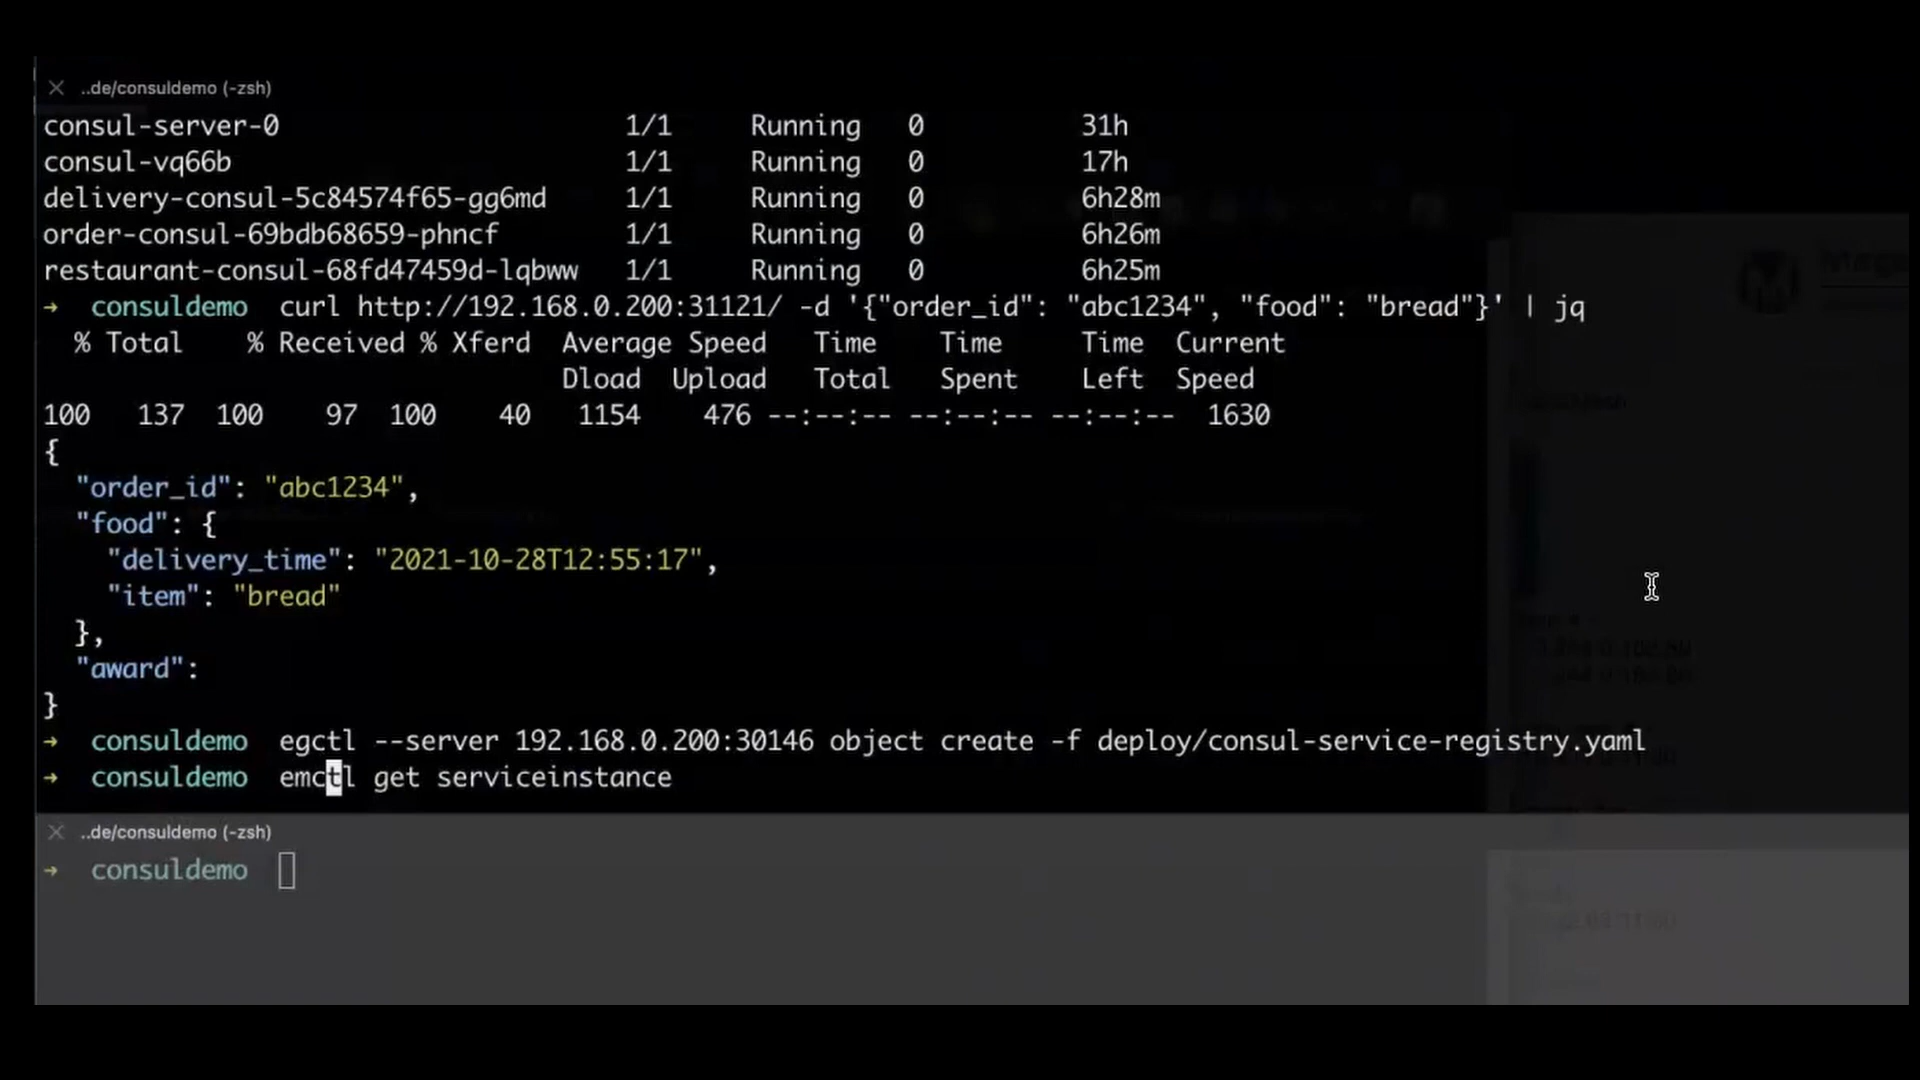 ..de/consuldemo (-zsh)
consul-server-0 1/1 Running 0 31h
consul-vq66b 1/1 Running 0 17h
delivery-consul-5c84574f65-gg6md 1/1 Running 0 6h28m
order-consul-69bdb68659-phncf 1/1 Running 0 6h26m
restaurant-consul-68fd47459d-lqbww 1/1 Running 0 6h25m
➜ consuldemo curl http://192.168.0.200:31121/ -d '{"order_id": "abc1234", "food": "bread"}' | jq
% Total % Received % Xferd Average Speed Time Time Time Current
Dload Upload Total Spent Left Speed
100 137 100 97 100 40 1154 476 --:--:-- --:--:-- --:--:-- 1630
{
"order_id": "abc1234",
"food": {
"delivery_time": "2021-10-28T12:55:17",
"item": "bread"
},
"award":
}
➜ consuldemo egctl --server 192.168.0.200:30146 object create -f deploy/consul-service-registry.yaml
➜ consuldemo emctl get serviceinstance
..de/consuldemo (-zsh)
➜ consuldemo